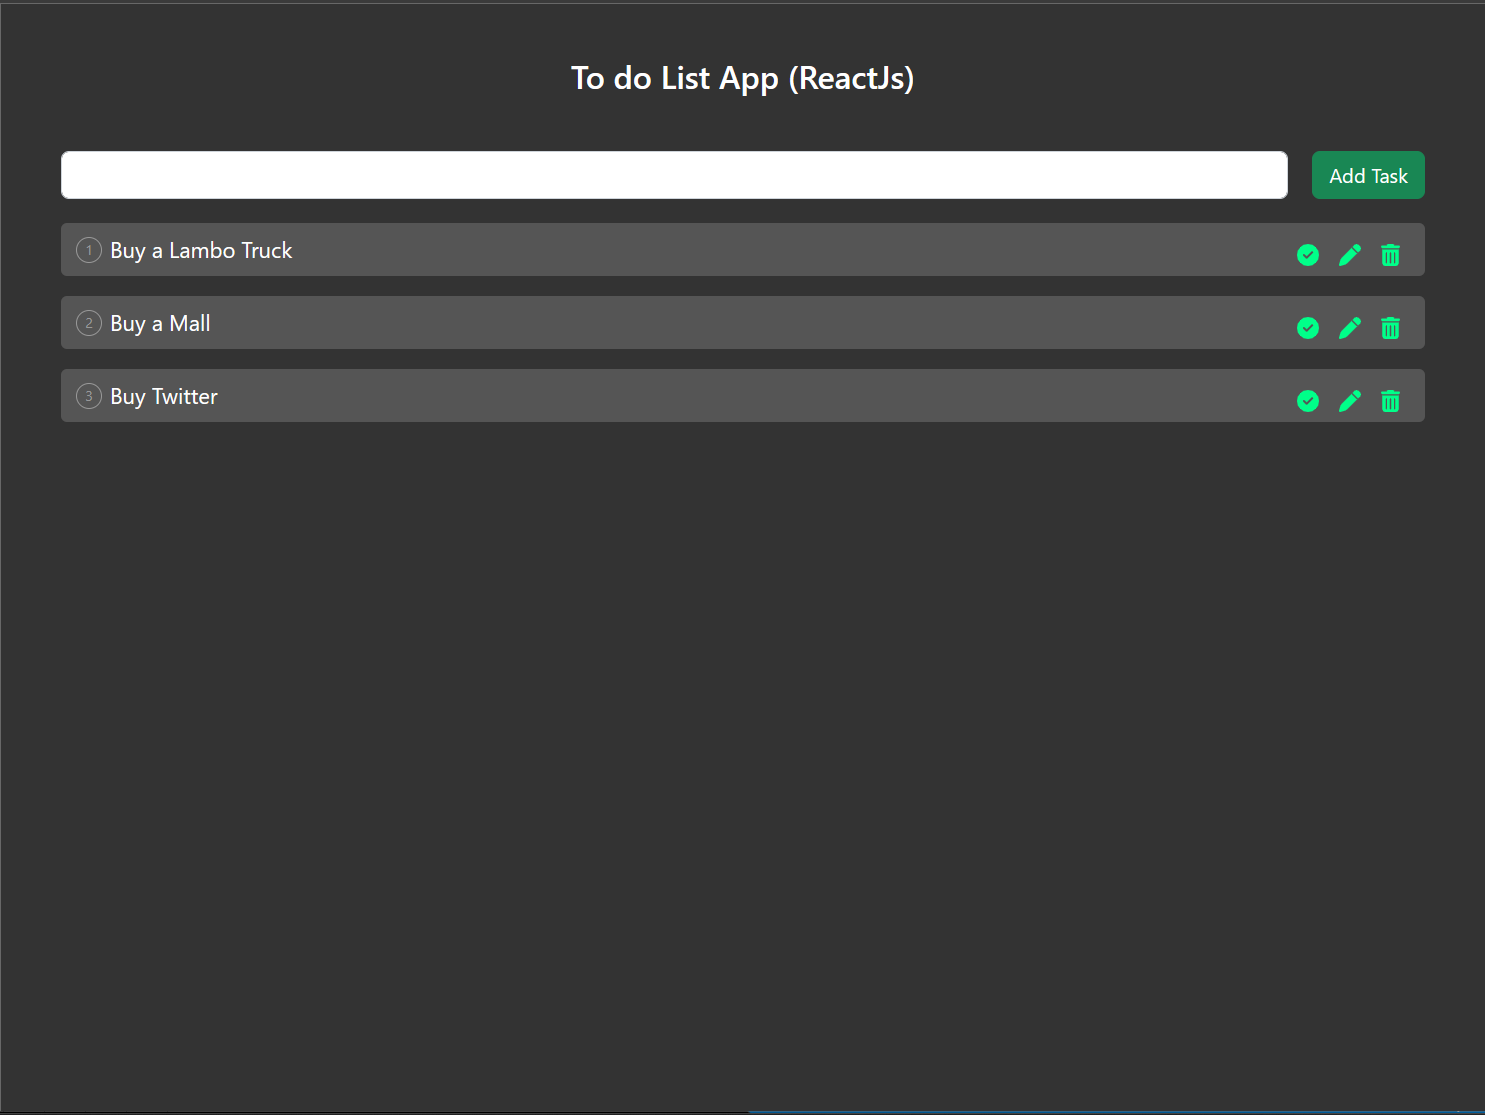 To do List App (ReactJs)
Add Task
1 Buy a Lambo Truck
2 Buy a Mall
3 Buy Twitter